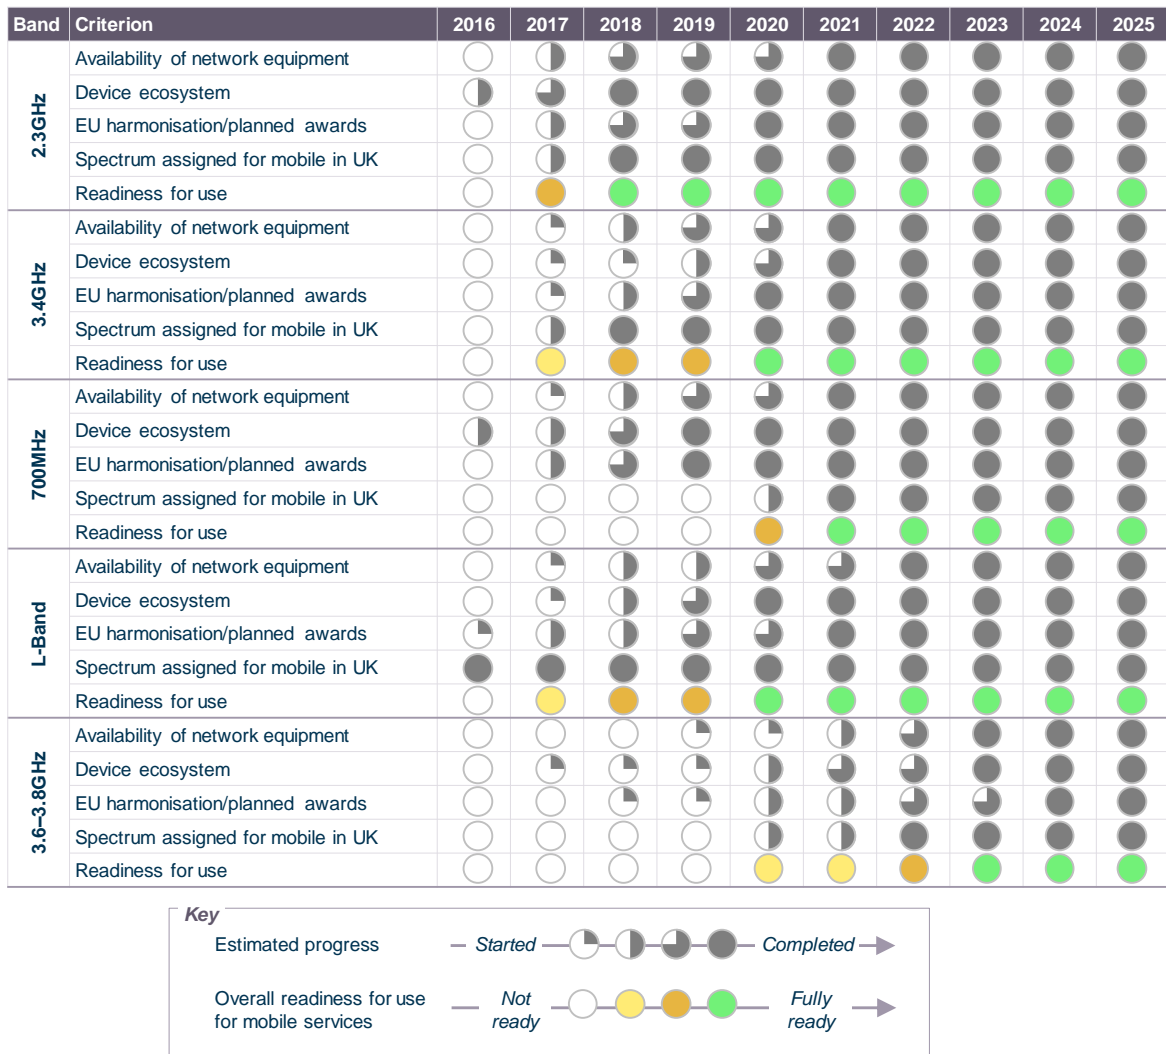 Band Criterion 2016 2017 2018 2019 2020 2021 2022 2023 2024 2025
2.3GHz
Availability of network equipment
Device ecosystem
EU harmonisation/planned awards
Spectrum assigned for mobile in UK
Readiness for use
3.4GHz
Availability of network equipment
Device ecosystem
EU harmonisation/planned awards
Spectrum assigned for mobile in UK
Readiness for use
700MHz
Availability of network equipment
Device ecosystem
EU harmonisation/planned awards
Spectrum assigned for mobile in UK
Readiness for use
L-Band
Availability of network equipment
Device ecosystem
EU harmonisation/planned awards
Spectrum assigned for mobile in UK
Readiness for use
3.6–3.8GHz
Availability of network equipment
Device ecosystem
EU harmonisation/planned awards
Spectrum assigned for mobile in UK
Readiness for use
Key
Estimated progress Started Completed
Overall readiness for use Not Fully
for mobile services ready ready